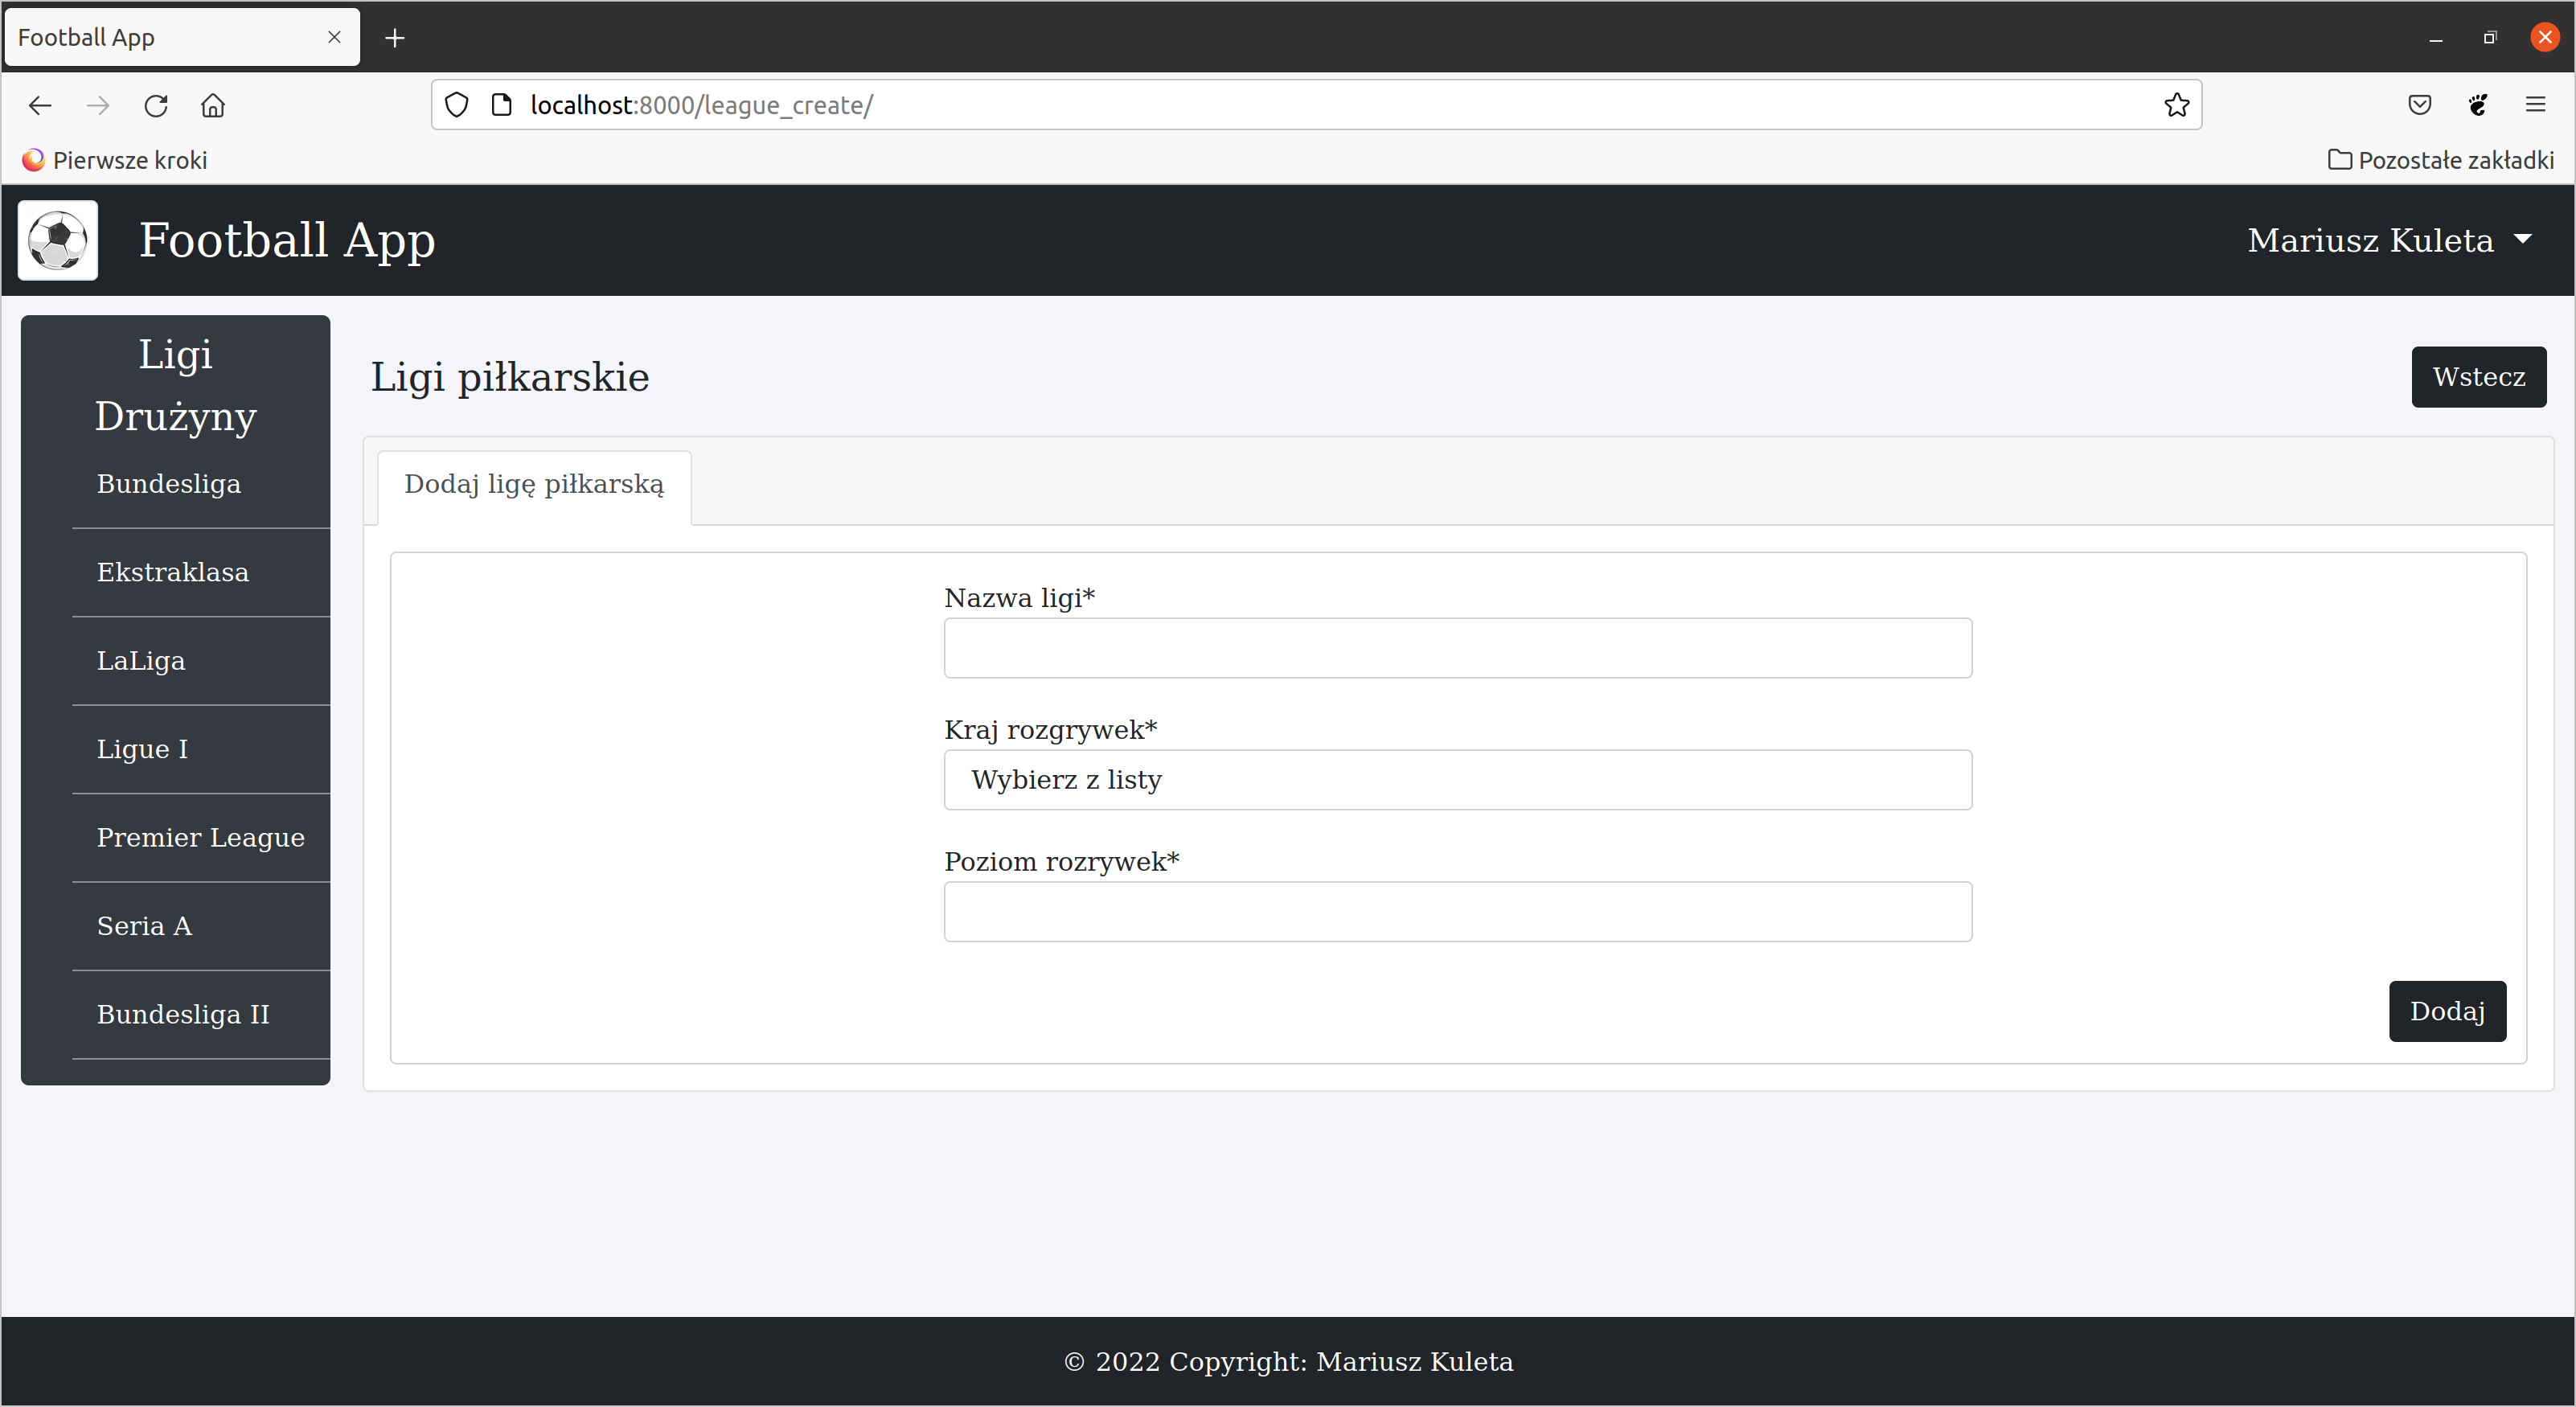 Football App
localhost:8000/league_create/
Pierwsze kroki
Pozostałe zakładki
Football App
Mariusz Kuleta
Ligi
Drużyny
Bundesliga
Ekstraklasa
LaLiga
Ligue I
Premier League
Seria A
Bundesliga II
Ligi piłkarskie
Wstecz
Dodaj ligę piłkarską
Nazwa ligi*
Kraj rozgrywek*
Wybierz z listy
Poziom rozrywek*
Dodaj
© 2022 Copyright: Mariusz Kuleta